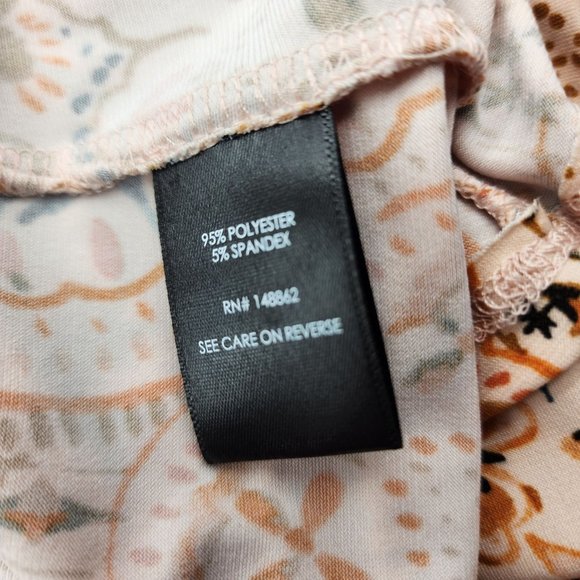 95% POLYESTER
5% SPANDEX
RN# 148862
SEE CARE ON REVERSE